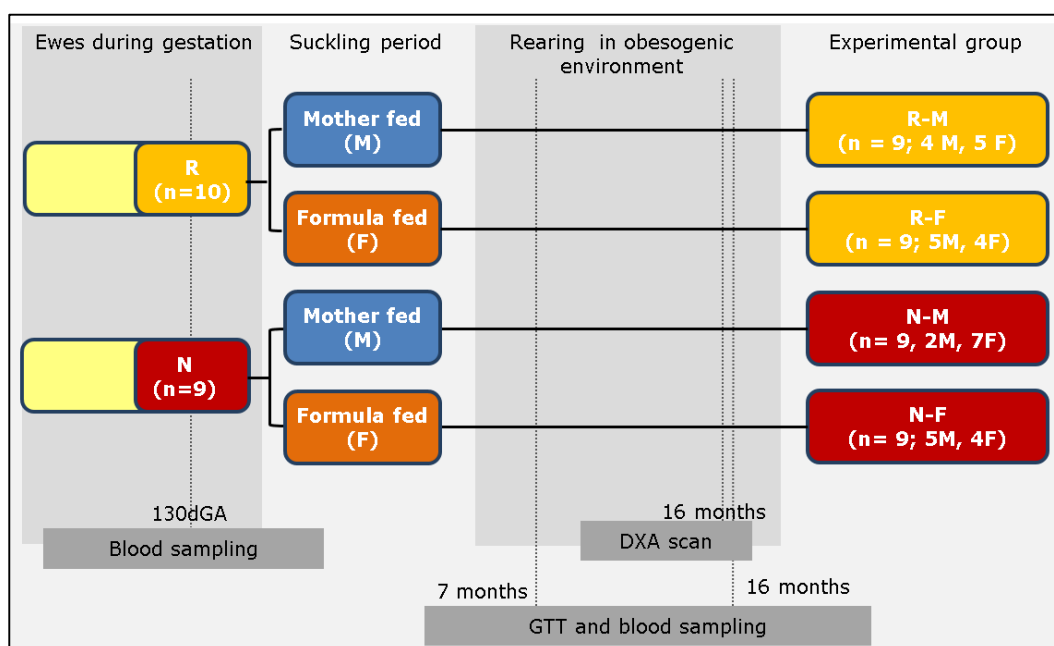 Ewes during gestation
Suckling period
Rearing in obesogenic
environment
Experimental group
R
(n=10)
Mother fed
(M)
R-M
(n = 9; 4 M, 5 F)
Formula fed
(F)
R-F
(n = 9; 5M, 4F)
N
(n=9)
Mother fed
(M)
N-M
(n= 9, 2M, 7F)
Formula fed
(F)
N-F
(n= 9; 5M, 4F)
130dGA
Blood sampling
16 months
DXA scan
7 months
16 months
GTT and blood sampling